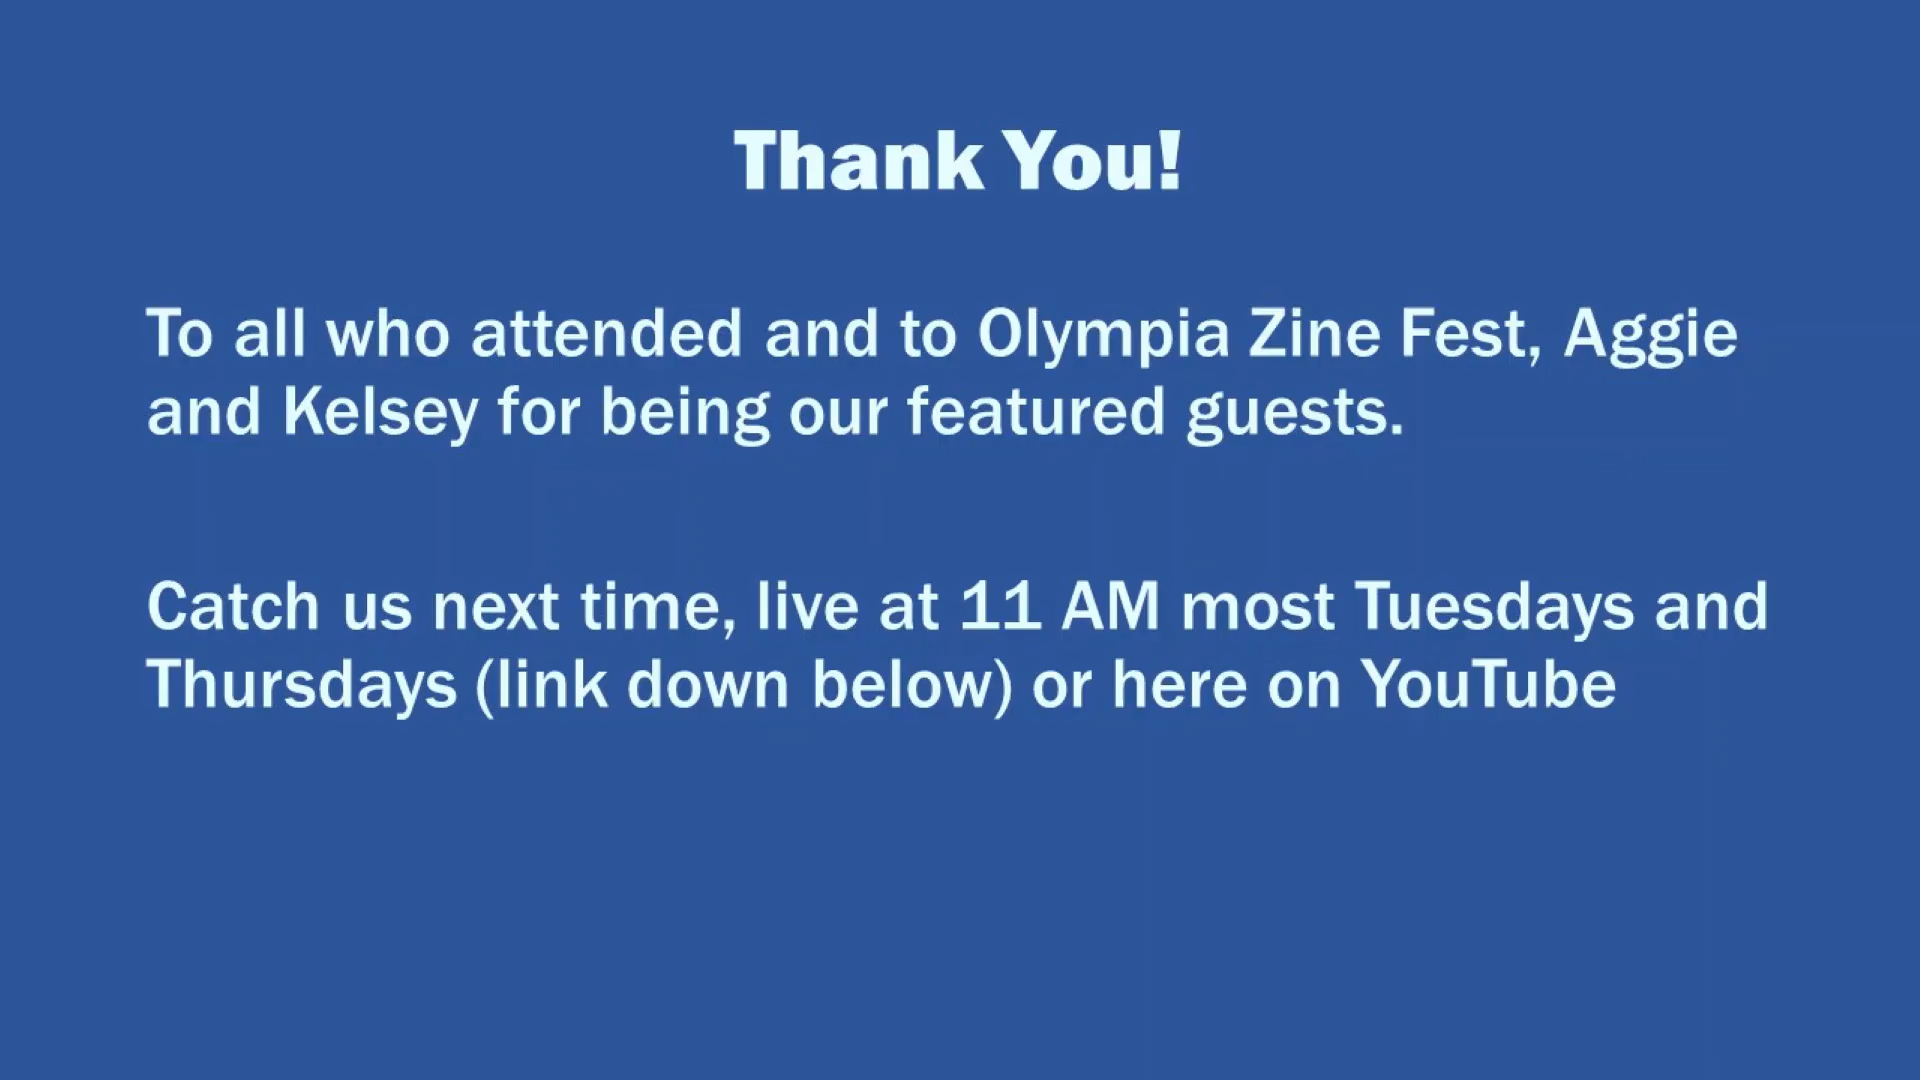 Thank You!
To all who attended and to Olympia Zine Fest, Aggie
and Kelsey for being our featured guests.
Catch us next time, live at 11 AM most Tuesdays and
Thursdays (link down below) or here on YouTube